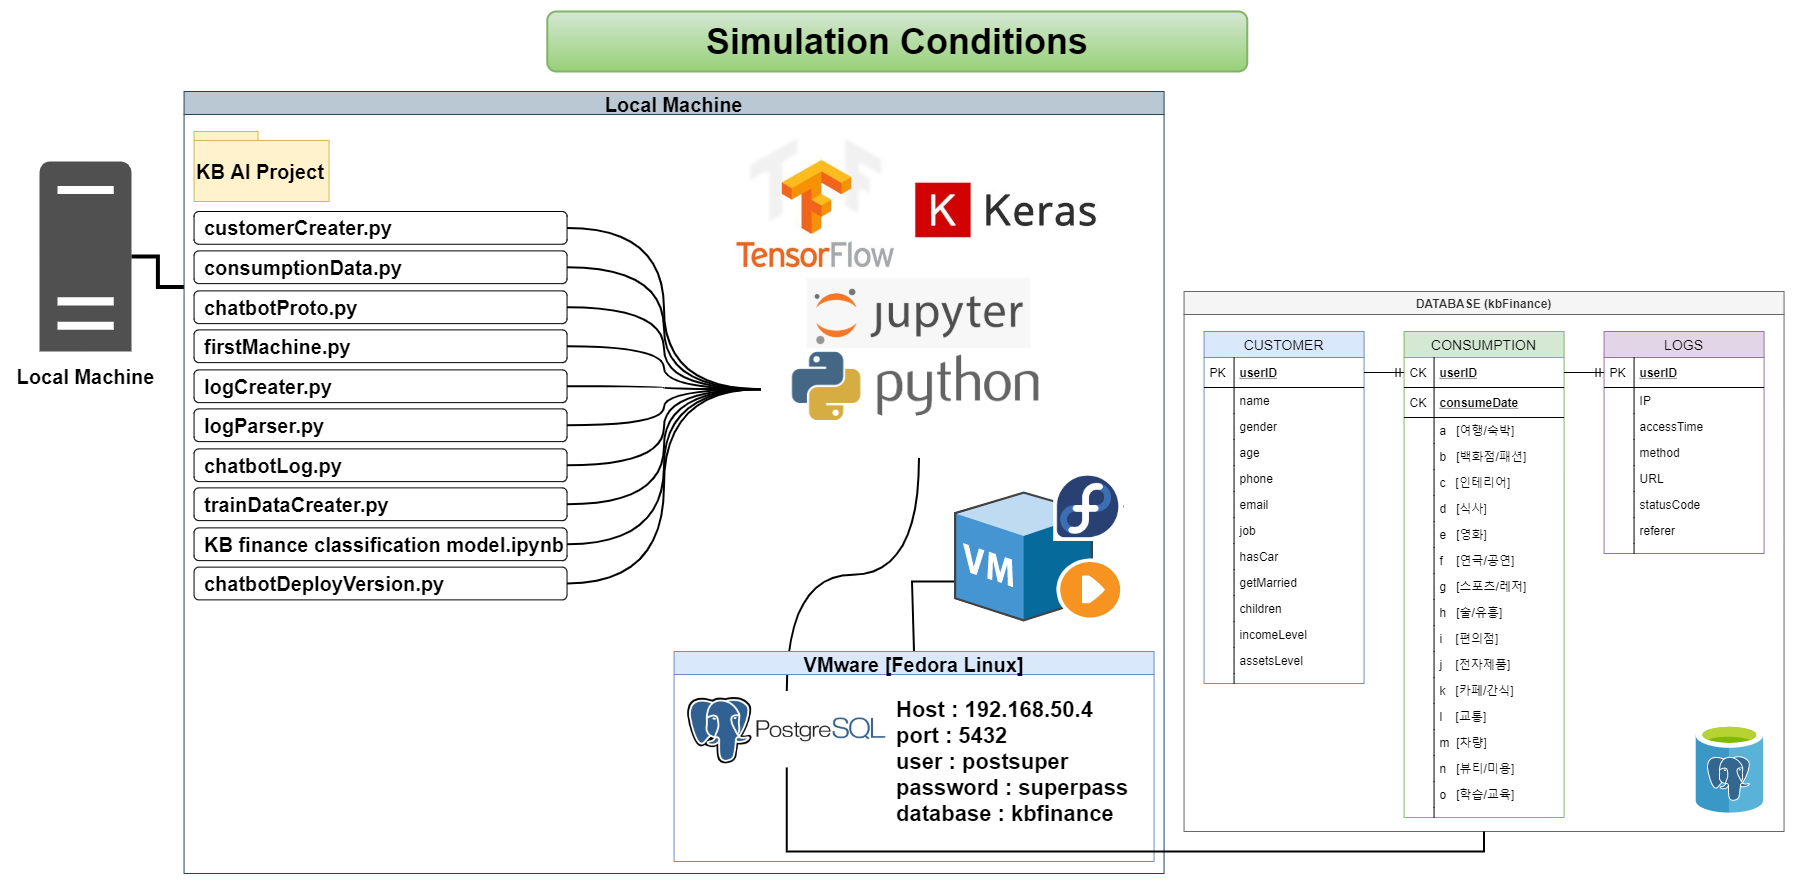 Simulation Conditions
Local Machine
Local Machine
KB AI Project
customerCreater.py
consumptionData.py
chatbotProto.py
firstMachine.py
logCreater.py
logParser.py
chatbotLog.py
trainDataCreater.py
KB finance classification model.ipynb
chatbotDeployVersion.py
TensorFlow
K Keras
jupyter
python
VM
VMware [Fedora Linux]
PostgreSQL
Host : 192.168.50.4
port : 5432
user : postsuper
password : superpass
database : kbfinance
DATABASE (kbFinance)
CUSTOMER
PK userID
name
gender
age
phone
email
job
hasCar
getMarried
children
incomeLevel
assetsLevel
CONSUMPTION
CK userID
CK consumeDate
a [여행/숙박]
b [백화점/패션]
c [인테리어]
d [식사]
e [영화]
f [연극/공연]
g [스포츠/레저]
h [술/유흥]
i [편의점]
j [전자제품]
k [카페/간식]
l [교통]
m [차량]
n [뷰티/미용]
o [학습/교육]
LOGS
PK userID
IP
accessTime
method
URL
statusCode
referer